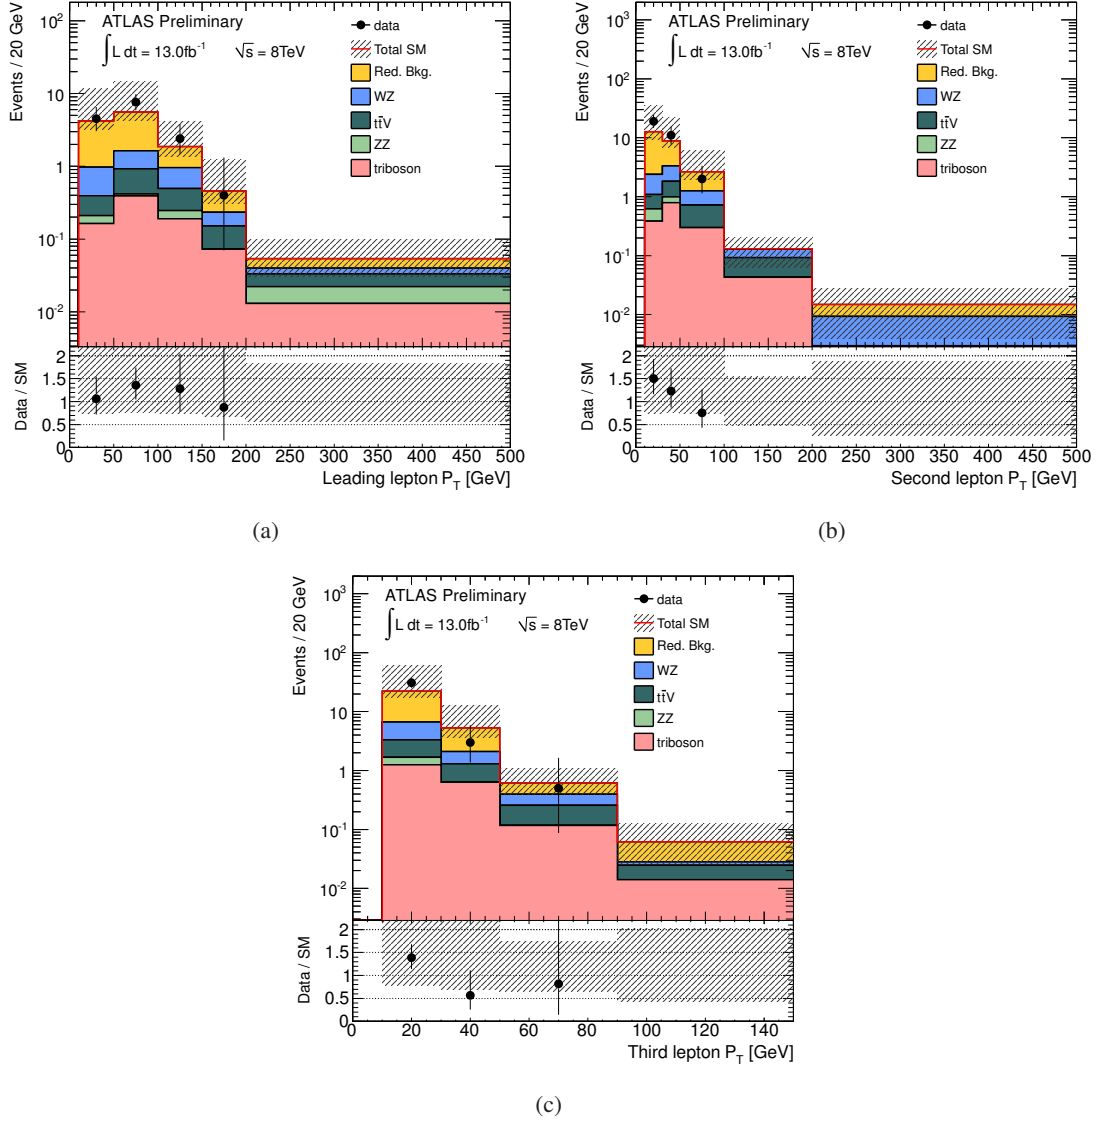 Events / 20 GeV
10²
10
1
10⁻¹
10⁻²
ATLAS Preliminary
∫ L dt = 13.0fb⁻¹ √s = 8TeV
data
Total SM
Red. Bkg.
WZ
tt̄V
ZZ
triboson
Data / SM
2
1.5
1
0.5
0
0 50 100 150 200 250 300 350 400 450 500
Leading lepton P_T [GeV]
(a)
Events / 20 GeV
10³
10²
10
1
10⁻¹
10⁻²
ATLAS Preliminary
∫ L dt = 13.0fb⁻¹ √s = 8TeV
data
Total SM
Red. Bkg.
WZ
tt̄V
ZZ
triboson
Data / SM
2
1.5
1
0.5
0
0 50 100 150 200 250 300 350 400 450 500
Second lepton P_T [GeV]
(b)
Events / 20 GeV
10³
10²
10
1
10⁻¹
10⁻²
ATLAS Preliminary
∫ L dt = 13.0fb⁻¹ √s = 8TeV
data
Total SM
Red. Bkg.
WZ
tt̄V
ZZ
triboson
Data / SM
2
1.5
1
0.5
0
0 20 40 60 80 100 120 140
Third lepton P_T [GeV]
(c)